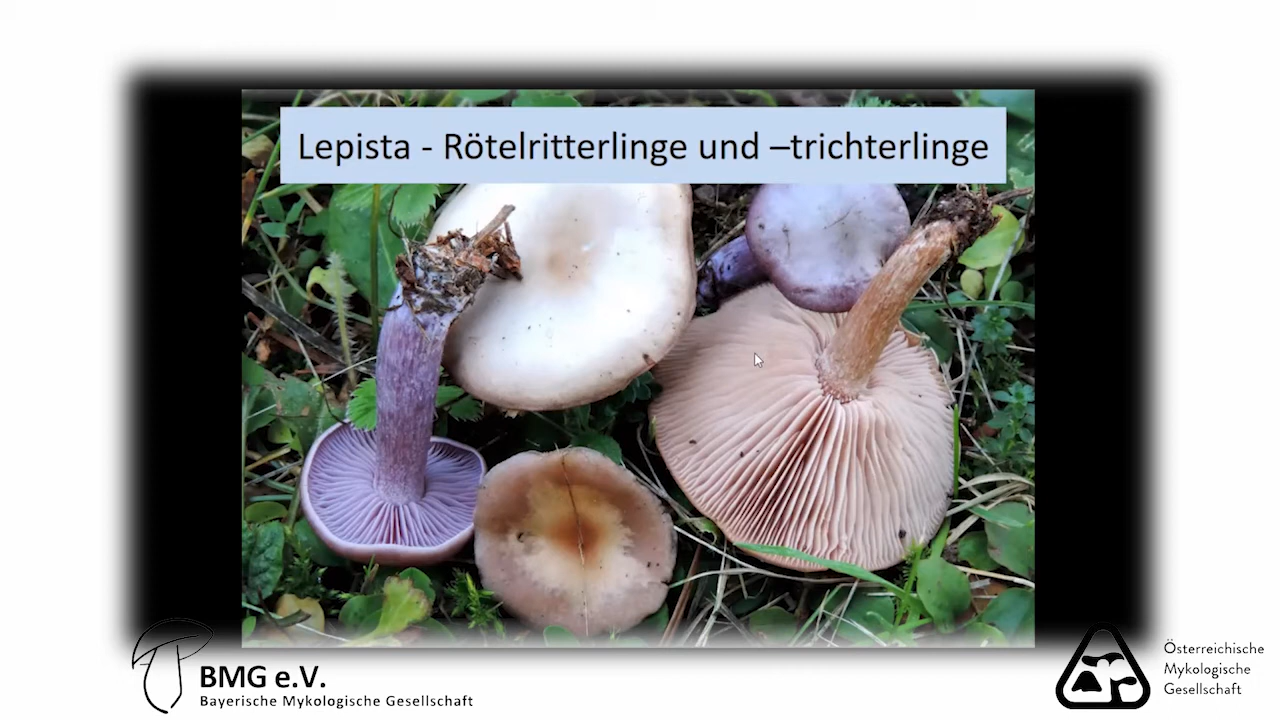 Lepista - Rötelritterlinge und –trichterlinge
BMG e.V.
Bayerische Mykologische Gesellschaft
Österreichische
Mykologische
Gesellschaft